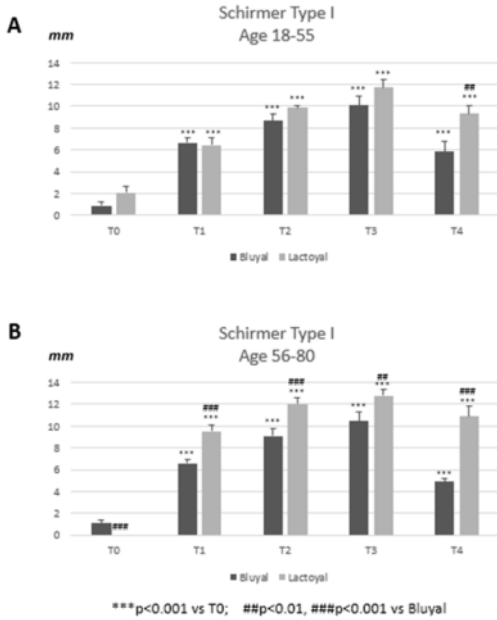 A
Schirmer Type I
Age 18-55
mm
14
12
10
8
6
4
2
0
*** *** *** *** *** *** *** ## ***
T0 T1 T2 T3 T4
Bluyal Lactoyal
B
Schirmer Type I
Age 56-80
mm
14
12
10
8
6
4
2
0
### *** ### *** *** ### *** *** ## *** *** ### ***
T0 T1 T2 T3 T4
Bluyal Lactoyal
***p<0.001 vs T0; ##p<0.01, ###p<0.001 vs Bluyal